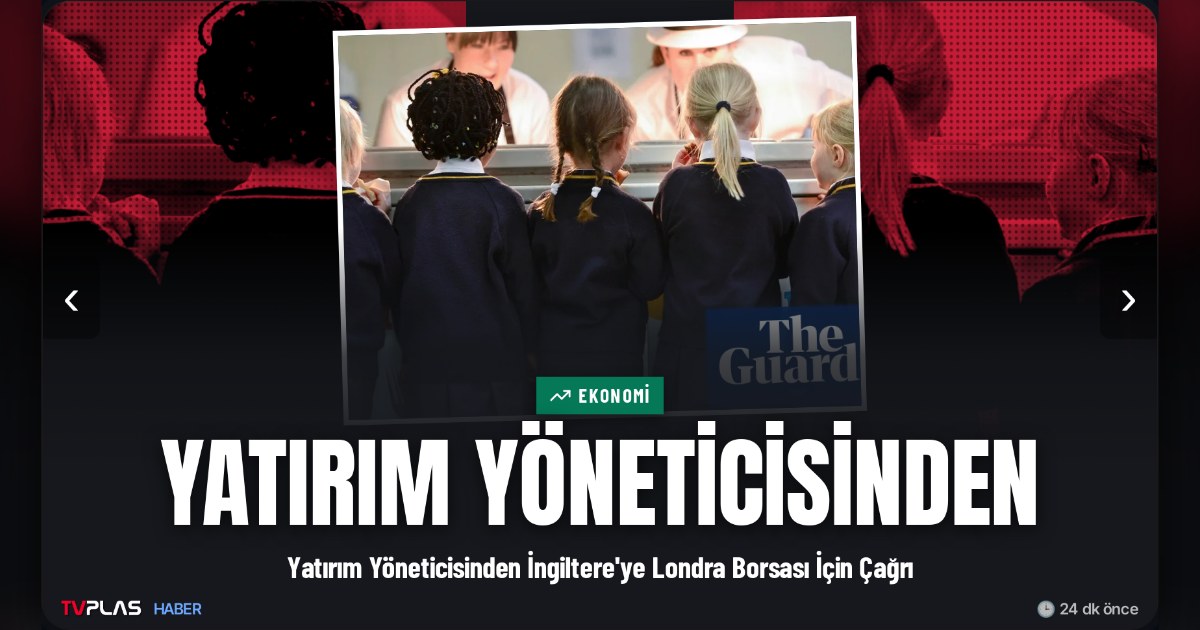 The
Guard
EKONOMİ
YATIRIM YÖNETİCİSİNDEN
Yatırım Yöneticisinden İngiltere'ye Londra Borsası İçin Çağrı
TVPLAS HABER
24 dk önce